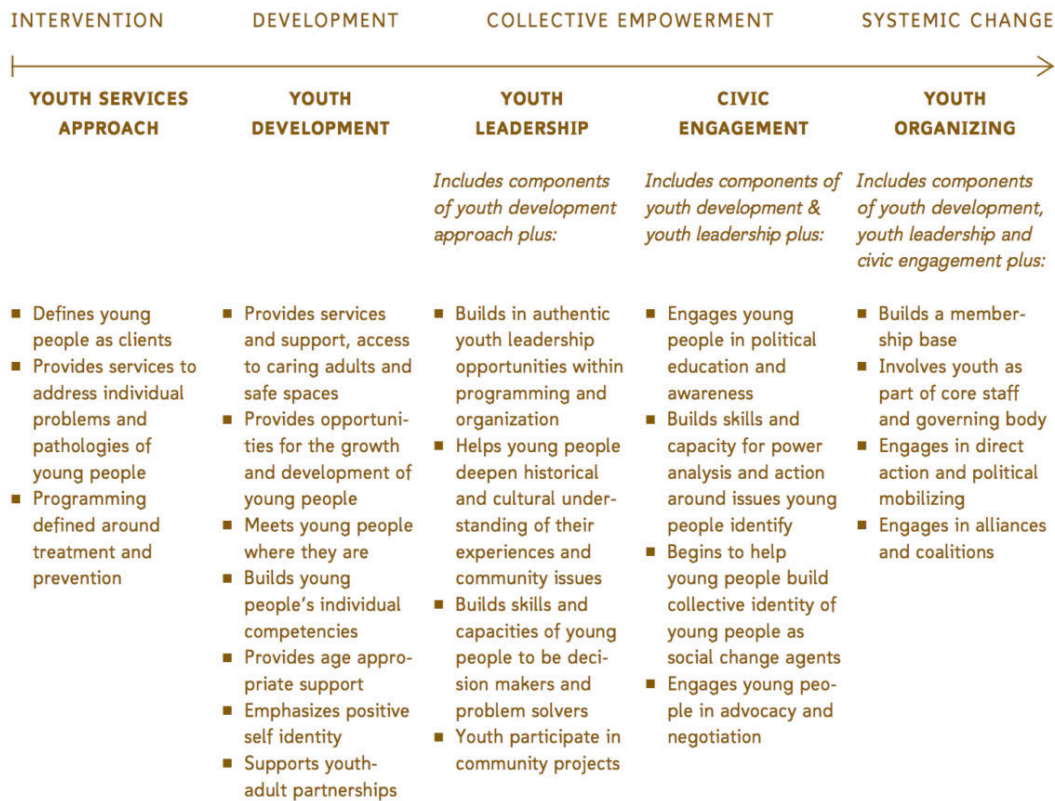 INTERVENTION
DEVELOPMENT
COLLECTIVE EMPOWERMENT
SYSTEMIC CHANGE
YOUTH SERVICES
APPROACH
Defines young
people as clients
Provides services to
address individual
problems and
pathologies of
young people
Programming
defined around
treatment and
prevention
YOUTH
DEVELOPMENT
Provides services
and support, access
to caring adults and
safe spaces
Provides opportuni-
ties for the growth
and development of
young people
Meets young people
where they are
Builds young
people's individual
competencies
Provides age appro-
priate support
Emphasizes positive
self identity
Supports youth-
adult partnerships
YOUTH
LEADERSHIP
Includes components
of youth development
approach plus:
Builds in authentic
youth leadership
opportunities within
programming and
organization
Helps young people
deepen historical
and cultural under-
standing of their
experiences and
community issues
Builds skills and
capacities of young
people to be deci-
sion makers and
problem solvers
Youth participate in
community projects
CIVIC
ENGAGEMENT
Includes components of
youth development &
youth leadership plus:
Engages young
people in political
education and
awareness
Builds skills and
capacity for power
analysis and action
around issues young
people identify
Begins to help
young people build
collective identity of
young people as
social change agents
Engages young peo-
ple in advocacy and
negotiation
YOUTH
ORGANIZING
Includes components
of youth development,
youth leadership and
civic engagement plus:
Builds a member-
ship base
Involves youth as
part of core staff
and governing body
Engages in direct
action and political
mobilizing
Engages in alliances
and coalitions